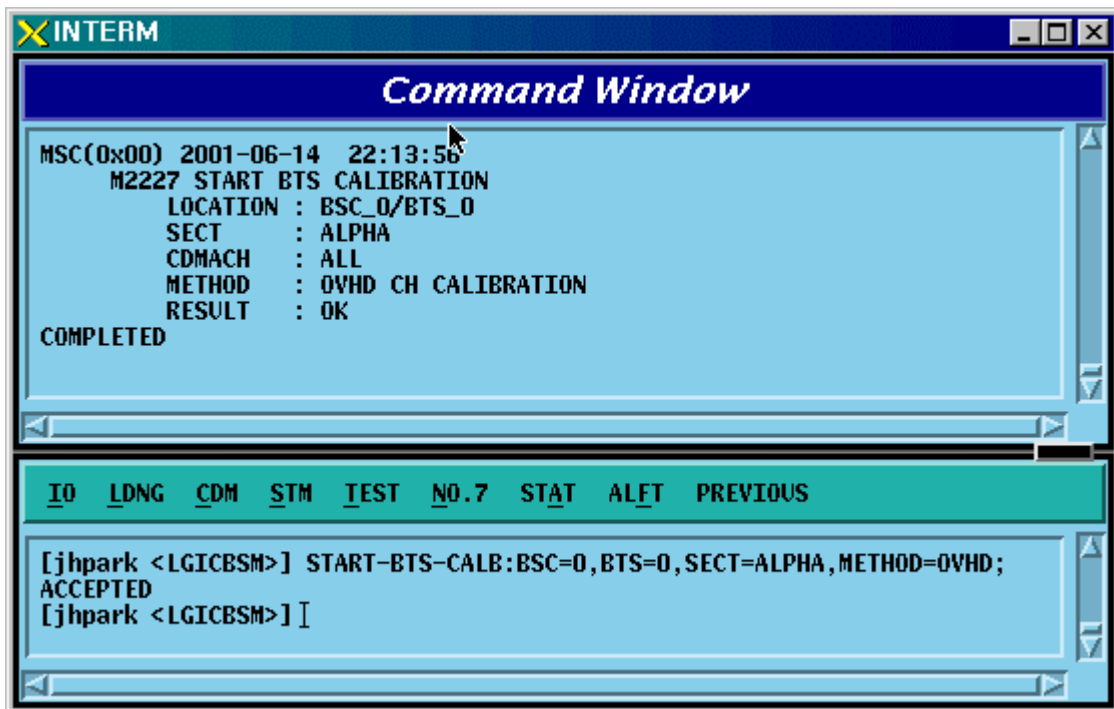 INTERM
Command Window
MSC(0x00) 2001-06-14 22:13:56
M2227 START BTS CALIBRATION
LOCATION : BSC_0/BTS_0
SECT : ALPHA
CDMACH : ALL
METHOD : OVHD CH CALIBRATION
RESULT : OK
COMPLETED
IO LDNG CDM STM TEST NO.7 STAT ALFT PREVIOUS
[jhpark <LGICBSM>] START-BTS-CALB:BSC=0,BTS=0,SECT=ALPHA,METHOD=OVHD;
ACCEPTED
[jhpark <LGICBSM>]